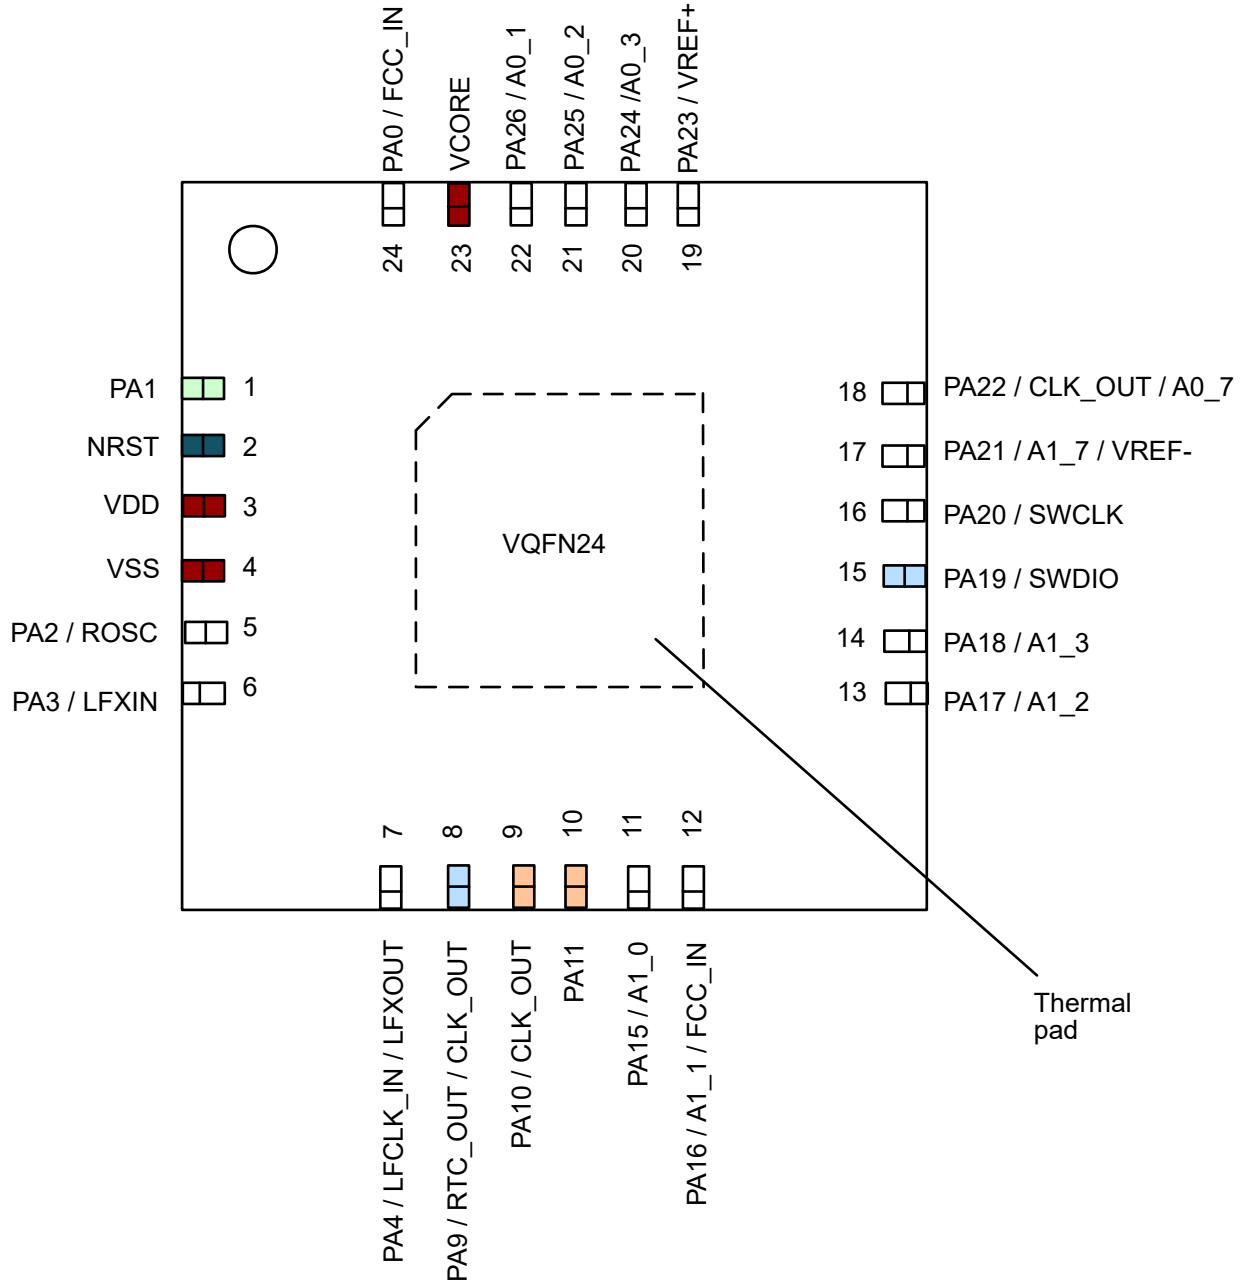 PA0 / FCC_IN
VCORE
PA26 / A0_1
PA25 / A0_2
PA24 /A0_3
PA23 / VREF+
24
23
22
21
20
19
PA1
1
NRST
2
VDD
3
VSS
4
PA2 / ROSC
5
PA3 / LFXIN
6
VQFN24
18
PA22 / CLK_OUT / A0_7
17
PA21 / A1_7 / VREF-
16
PA20 / SWCLK
15
PA19 / SWDIO
14
PA18 / A1_3
13
PA17 / A1_2
7
8
9
10
11
12
PA4 / LFCLK_IN / LFXOUT
PA9 / RTC_OUT / CLK_OUT
PA10 / CLK_OUT
PA11
PA15 / A1_0
PA16 / A1_1 / FCC_IN
Thermal
pad